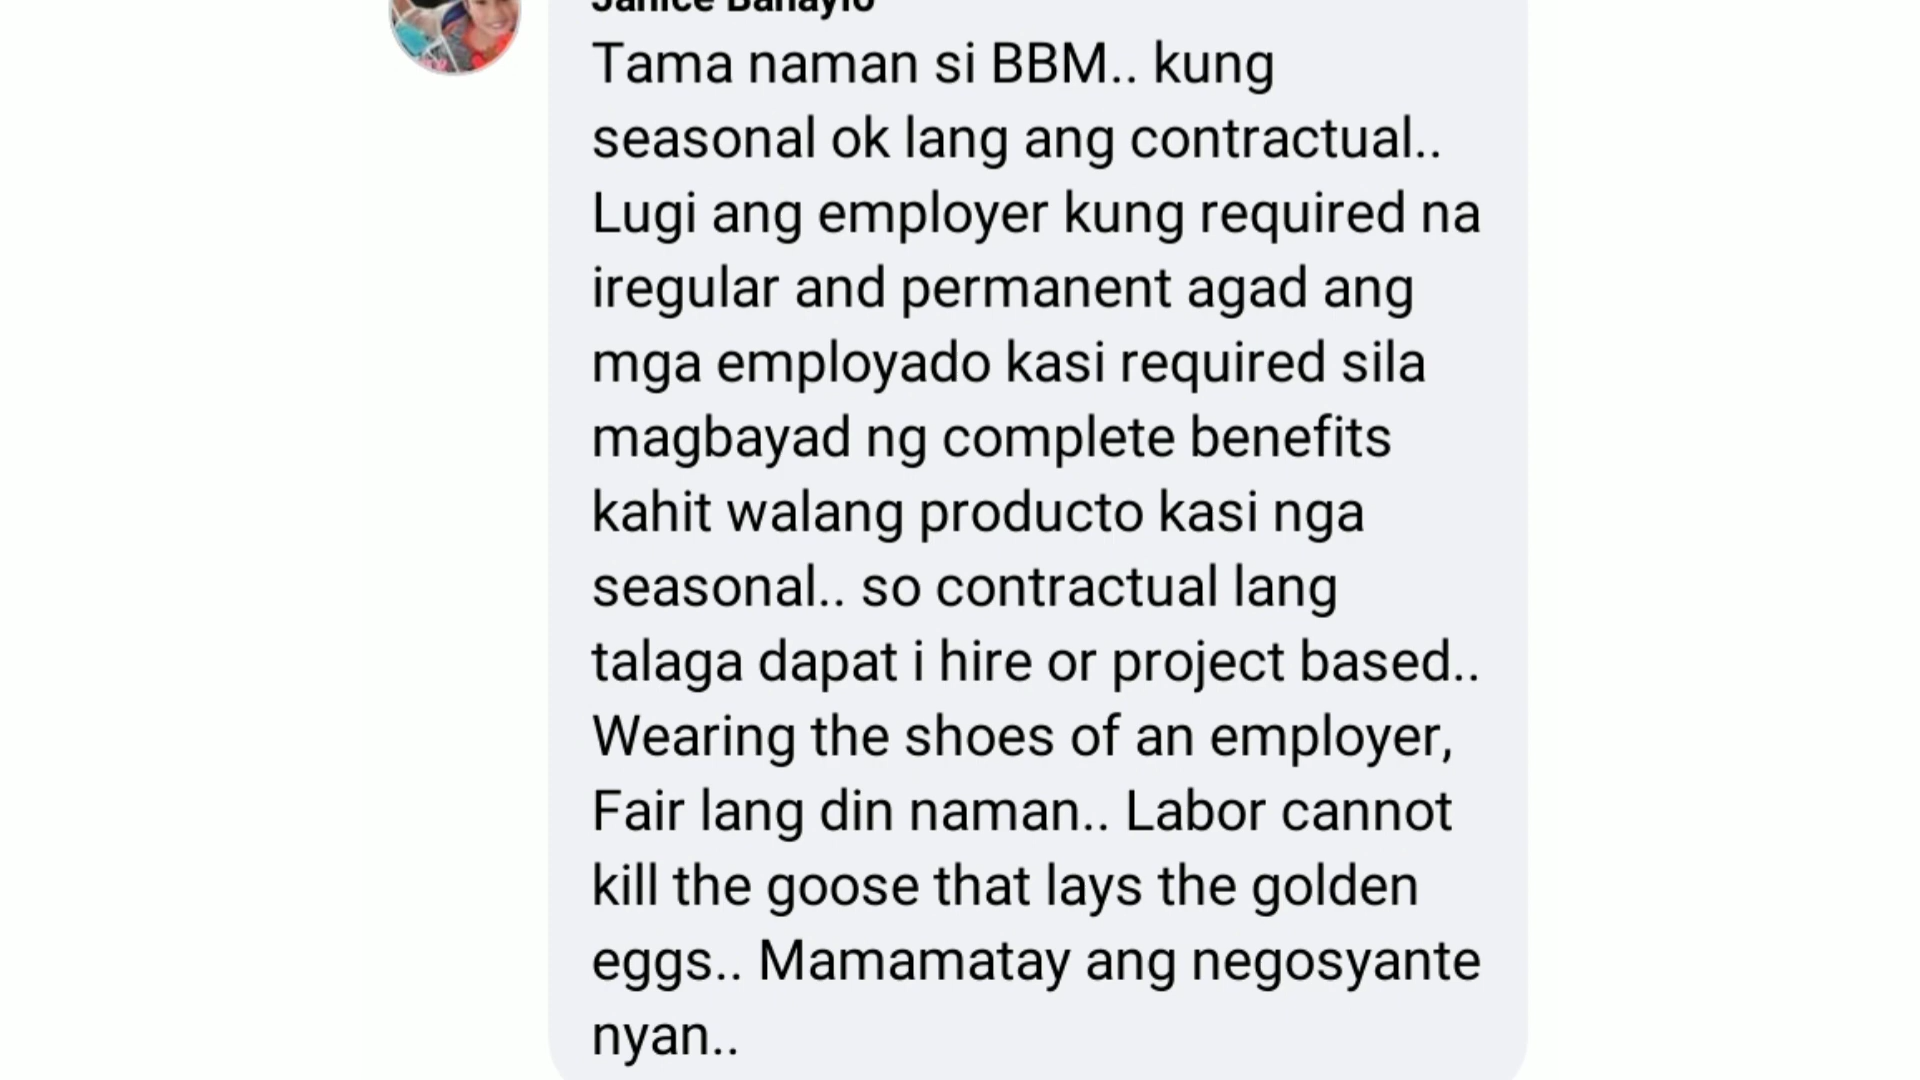 Tama naman si BBM.. kung
seasonal ok lang ang contractual..
Lugi ang employer kung required na
iregular and permanent agad ang
mga employado kasi required sila
magbayad ng complete benefits
kahit walang producto kasi nga
seasonal.. so contractual lang
talaga dapat i hire or project based..
Wearing the shoes of an employer,
Fair lang din naman.. Labor cannot
kill the goose that lays the golden
eggs.. Mamamatay ang negosyante
nyan..